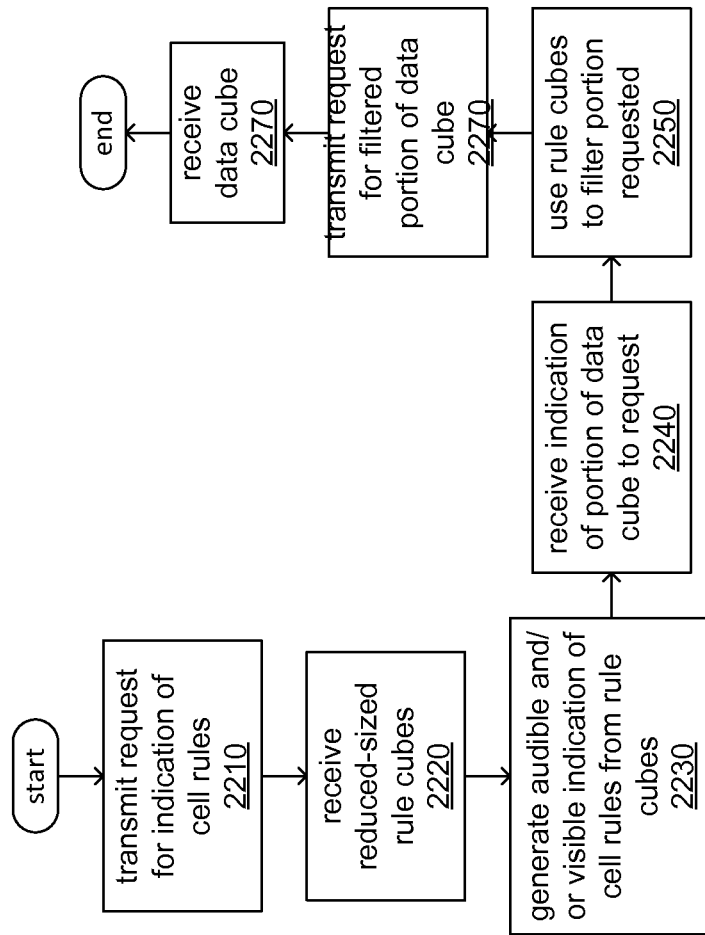 start
transmit request
for indication of
cell rules
2210
receive
reduced-sized
rule cubes
2220
generate audible and/
or visible indication of
cell rules from rule
cubes
2230
receive indication
of portion of data
cube to request
2240
use rule cubes
to filter portion
requested
2250
transmit request
for filtered
portion of data
cube 2270
receive
data cube
2270
end